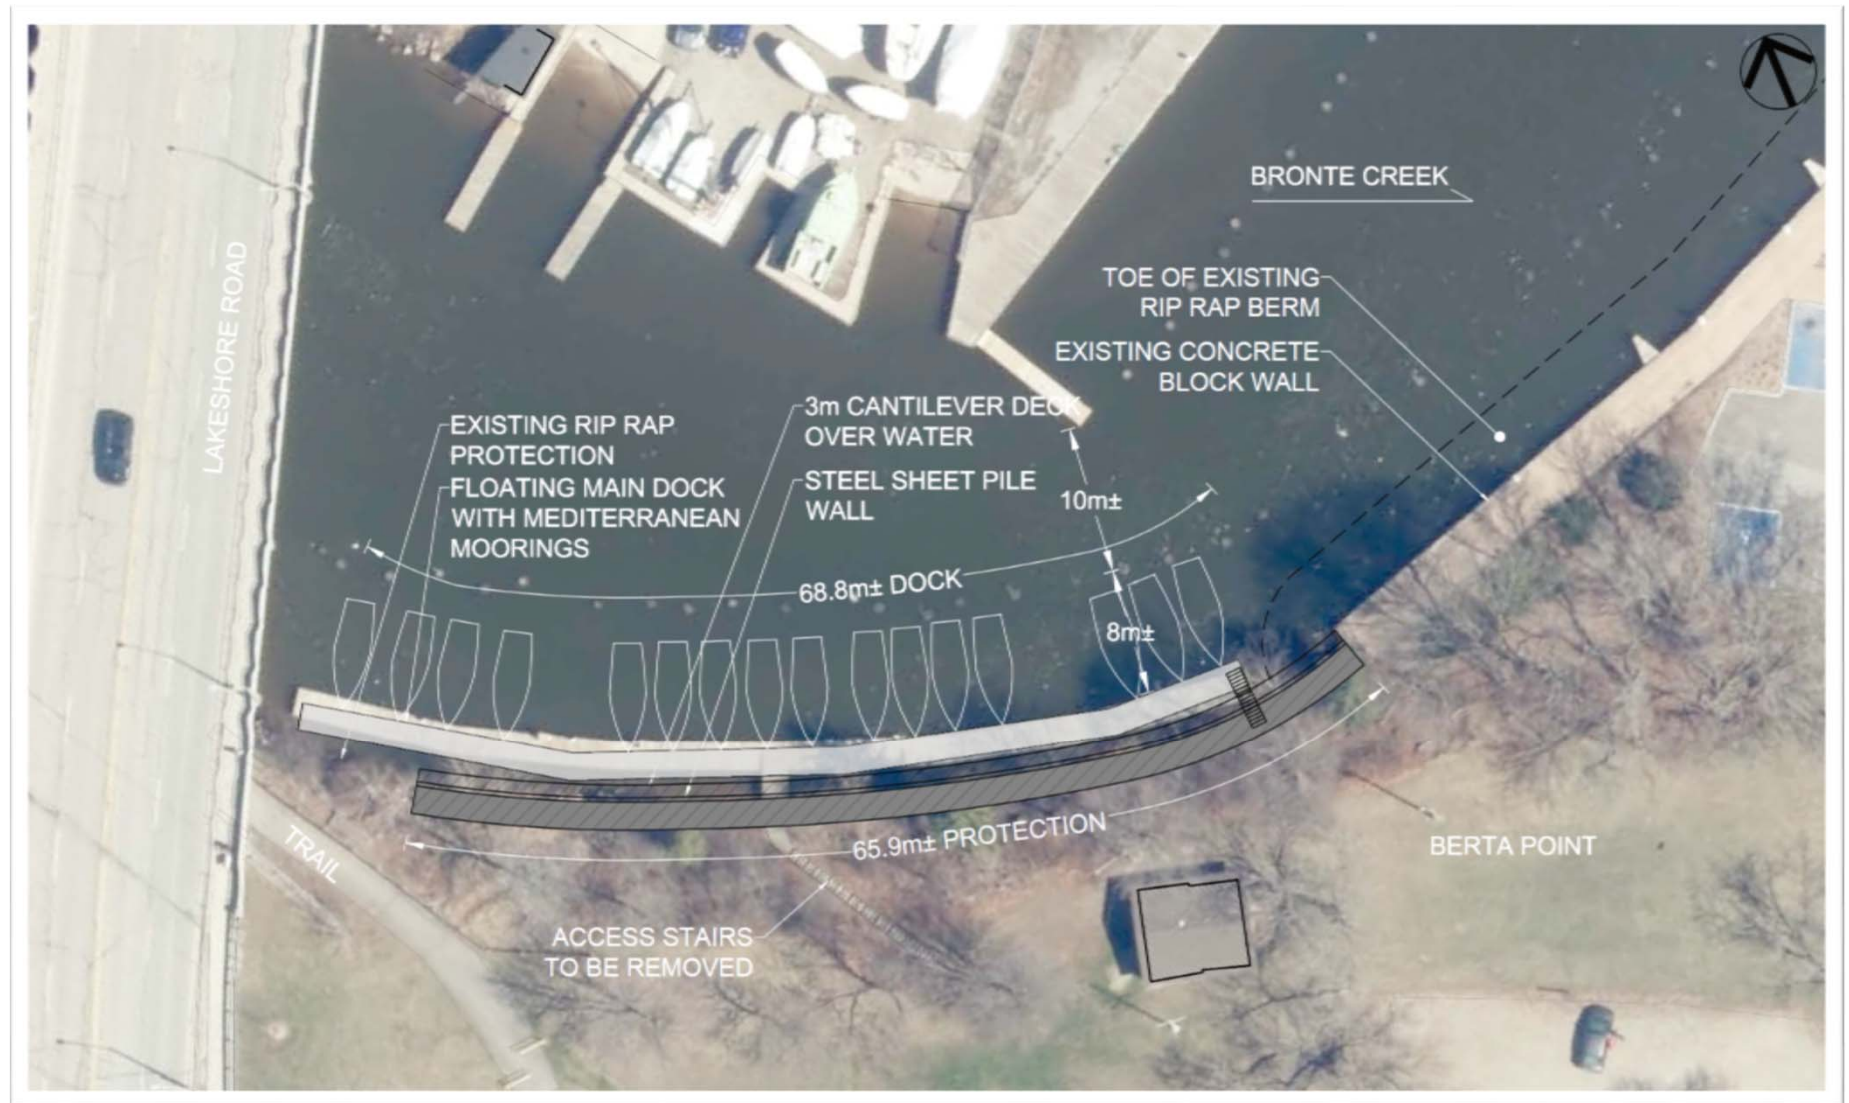 BRONTE CREEK
LAKESHORE ROAD
TOE OF EXISTING
RIP RAP BERM
EXISTING CONCRETE
BLOCK WALL
3m CANTILEVER DECK
OVER WATER
EXISTING RIP RAP
PROTECTION
FLOATING MAIN DOCK
WITH MEDITERRANEAN
MOORINGS
STEEL SHEET PILE
WALL
10m±
68.8m± DOCK
8m±
65.9m± PROTECTION
TRAIL
BERTA POINT
ACCESS STAIRS
TO BE REMOVED